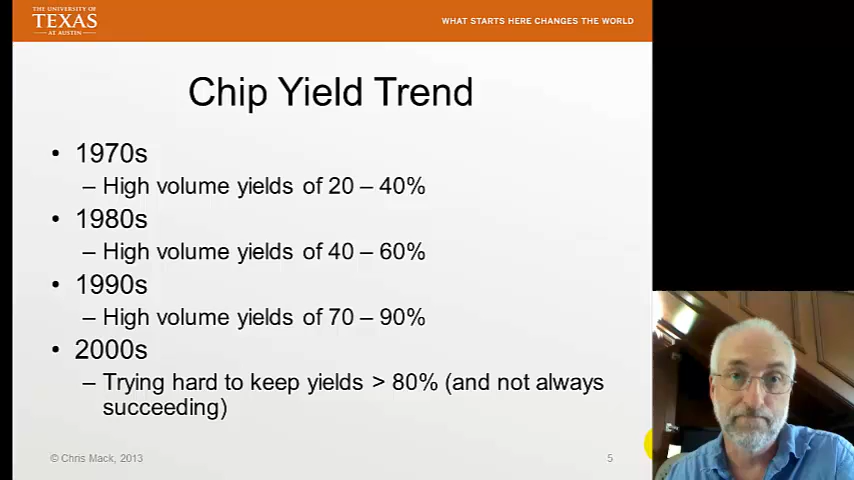 THE UNIVERSITY OF
TEXAS
AT AUSTIN
WHAT STARTS HERE CHANGES THE WORLD
Chip Yield Trend
• 1970s
– High volume yields of 20 – 40%
• 1980s
– High volume yields of 40 – 60%
• 1990s
– High volume yields of 70 – 90%
• 2000s
– Trying hard to keep yields > 80% (and not always
succeeding)
© Chris Mack, 2013
5